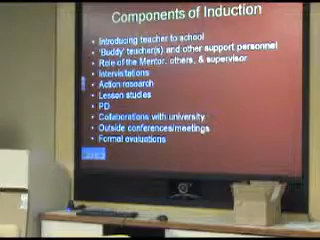 Components of Induction
• Introducing teacher to school
• 'Buddy' teacher(s) and other support personnel
• Role of the Mentor, others, & supervisor
• Intervisitations
• Action research
• Lesson studies
• PD
• Collaborations with university
• Outside conferences/meetings
• Formal evaluations